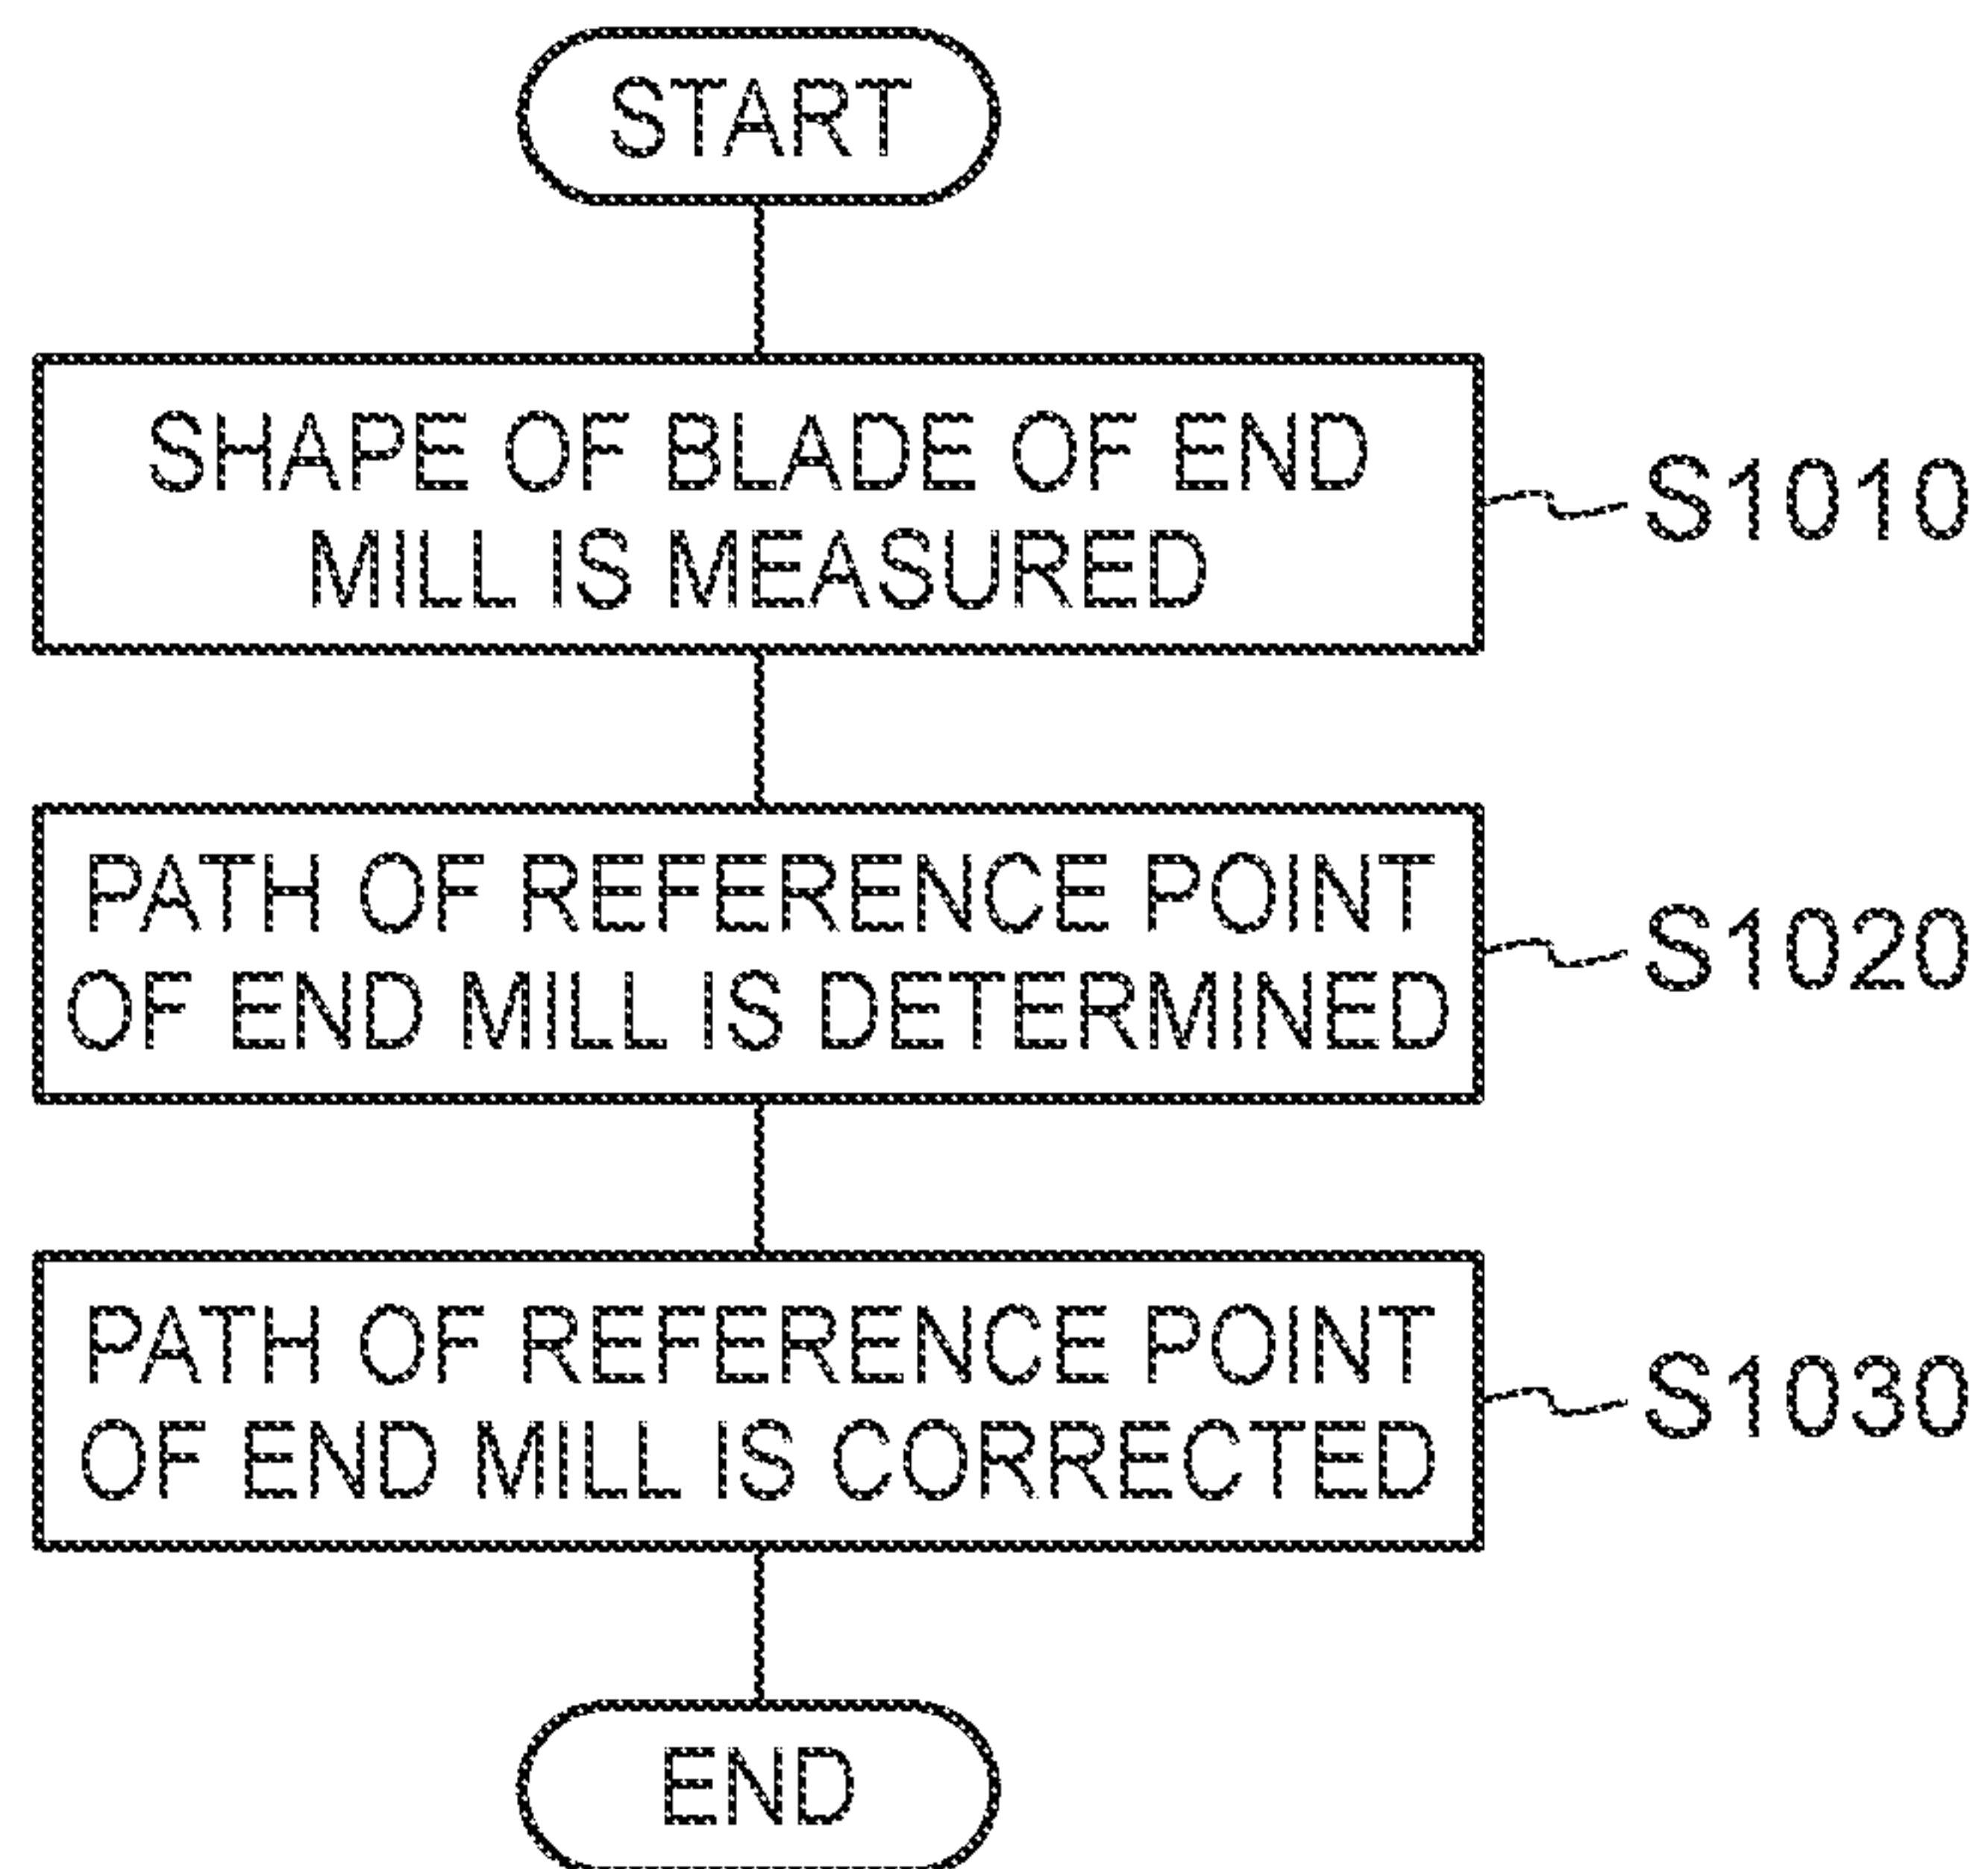 START
SHAPE OF BLADE OF END
MILL IS MEASURED
S1010
PATH OF REFERENCE POINT
OF END MILL IS DETERMINED
S1020
PATH OF REFERENCE POINT
OF END MILL IS CORRECTED
S1030
END